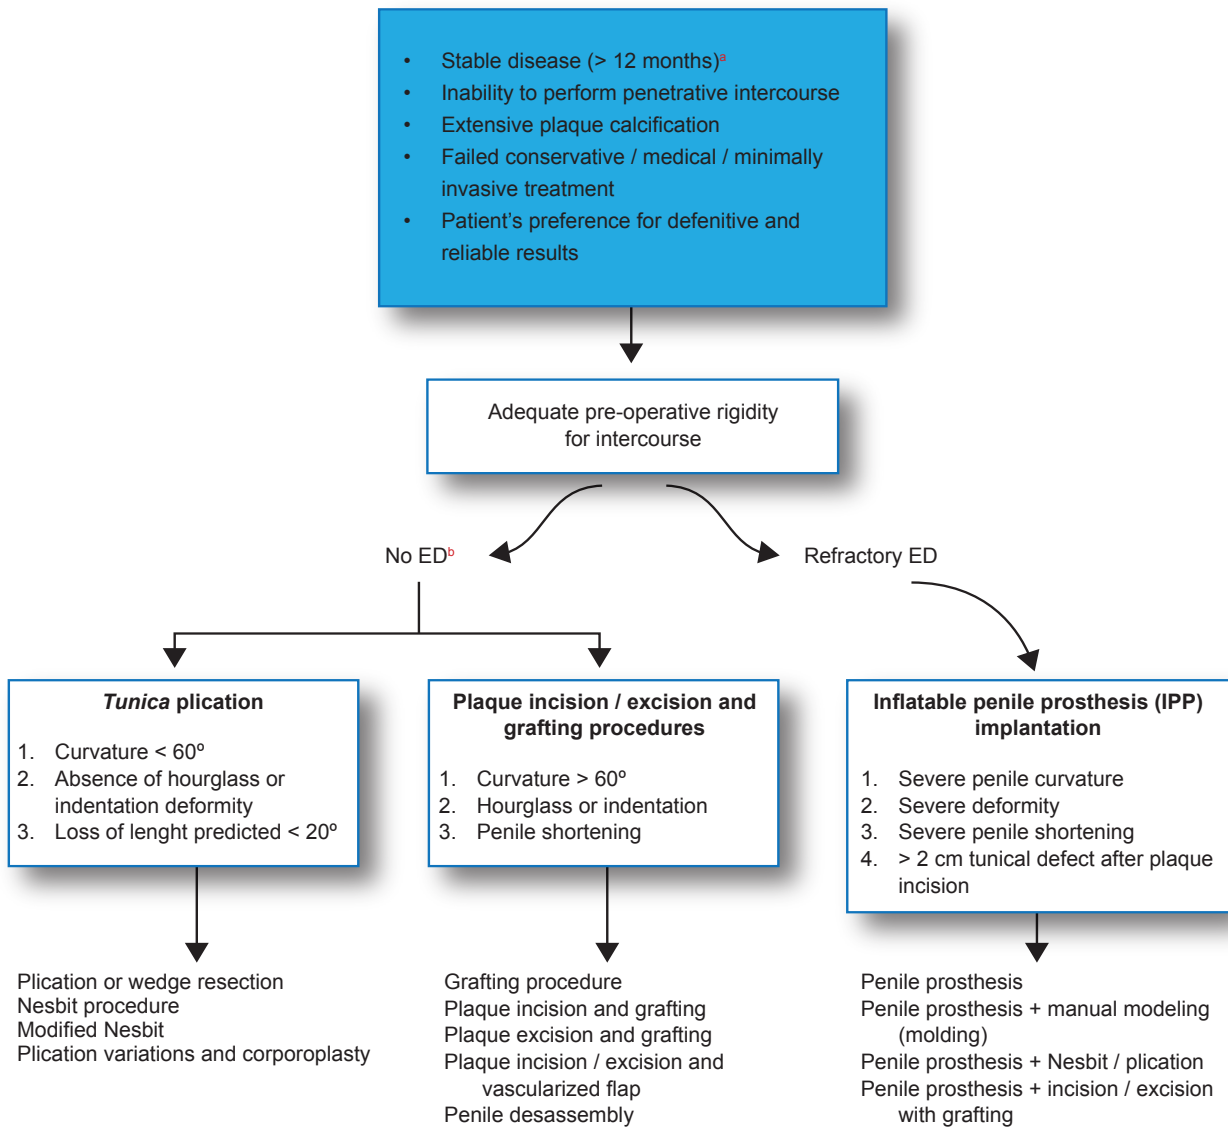 • Stable disease (> 12 months)a
• Inability to perform penetrative intercourse
• Extensive plaque calcification
• Failed conservative / medical / minimally
invasive treatment
• Patient's preference for defenitive and
reliable results
Adequate pre-operative rigidity
for intercourse
No EDb
Refractory ED
Tunica plication
1. Curvature < 60º
2. Absence of hourglass or
indentation deformity
3. Loss of lenght predicted < 20º
Plaque incision / excision and
grafting procedures
1. Curvature > 60º
2. Hourglass or indentation
3. Penile shortening
Inflatable penile prosthesis (IPP)
implantation
1. Severe penile curvature
2. Severe deformity
3. Severe penile shortening
4. > 2 cm tunical defect after plaque
incision
Plication or wedge resection
Nesbit procedure
Modified Nesbit
Plication variations and corporoplasty
Grafting procedure
Plaque incision and grafting
Plaque excision and grafting
Plaque incision / excision and
vascularized flap
Penile desassembly
Penile prosthesis
Penile prosthesis + manual modeling
(molding)
Penile prosthesis + Nesbit / plication
Penile prosthesis + incision / excision
with grafting